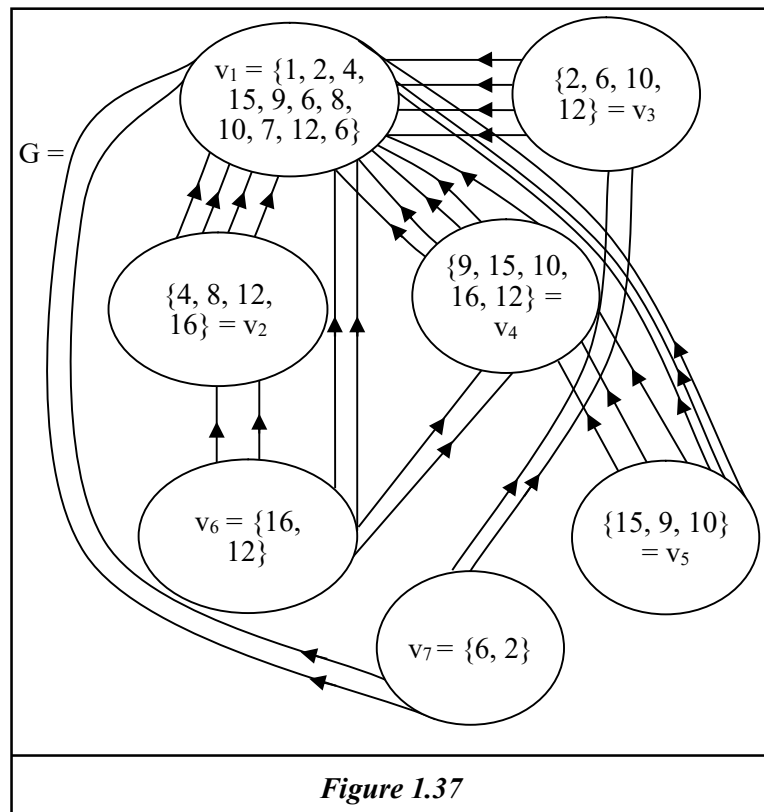 v₁ = {1, 2, 4,
15, 9, 6, 8,
10, 7, 12, 6}
{2, 6, 10,
12} = v₃
G =
{4, 8, 12,
16} = v₂
{9, 15, 10,
16, 12} =
v₄
v₆ = {16,
12}
{15, 9, 10}
= v₅
v₇ = {6, 2}
Figure 1.37